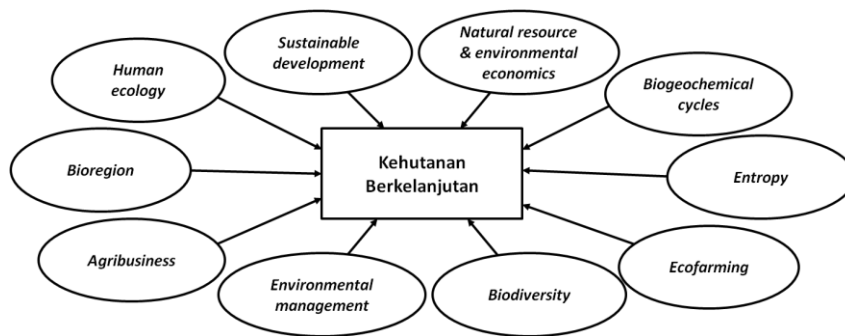 Sustainable
development
Natural resource
& environmental
economics
Human
ecology
Biogeochemical
cycles
Bioregion
Kehutanan
Berkelanjutan
Entropy
Agribusiness
Environmental
management
Biodiversity
Ecofarming